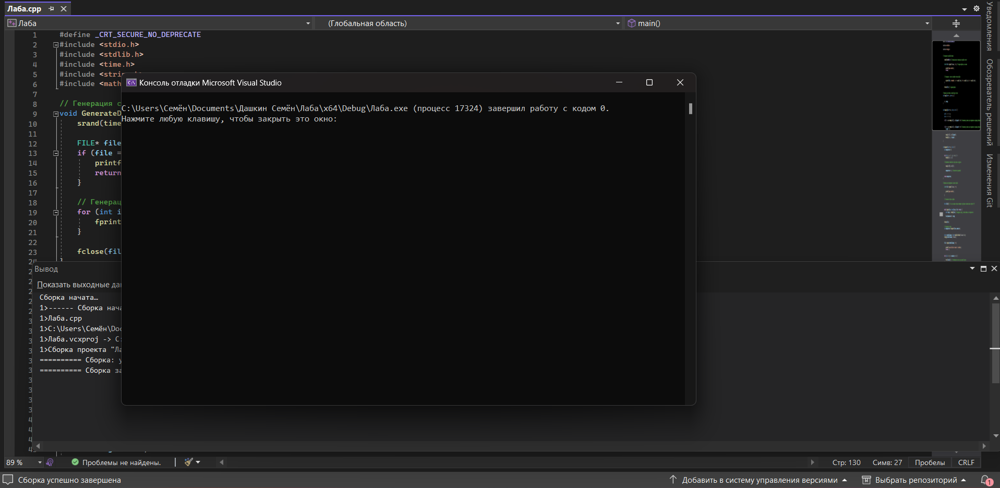 Лаба.cpp
Лаба
(Глобальная область)
main()
1 #define _CRT_SECURE_NO_DEPRECATE
2 #include <stdio.h>
3 #include <stdlib.h>
4 #include <time.h>
5 #include <strin
6 #include <math
7
8 // Генерация с
9 void GenerateD
10 srand(time
11
12 FILE* file
13 if (file =
14 printf
15 return
16 }
17
18 // Генерац
19 for (int i
20 fprint
21 }
22
23 fclose(fil
Консоль отладки Microsoft Visual Studio
C:\Users\Семён\Documents\Дашкин Семён\Лаба\x64\Debug\Лаба.exe (процесс 17324) завершил работу с кодом 0.
Нажмите любую клавишу, чтобы закрыть это окно:
Уведомления
Обозреватель решений
Изменения Git
Вывод
Показать выходные да
Сборка начата…
1>------ Сборка нача
1>Лаба.cpp
1>C:\Users\Семён\Doc
1>Лаба.vcxproj -> C:
1>Сборка проекта "Ла
========== Сборка: у
========== Сборка за
89 %
Проблемы не найдены.
Стр: 130
Симв: 27
Пробелы
CRLF
Сборка успешно завершена
Добавить в систему управления версиями
Выбрать репозиторий
1